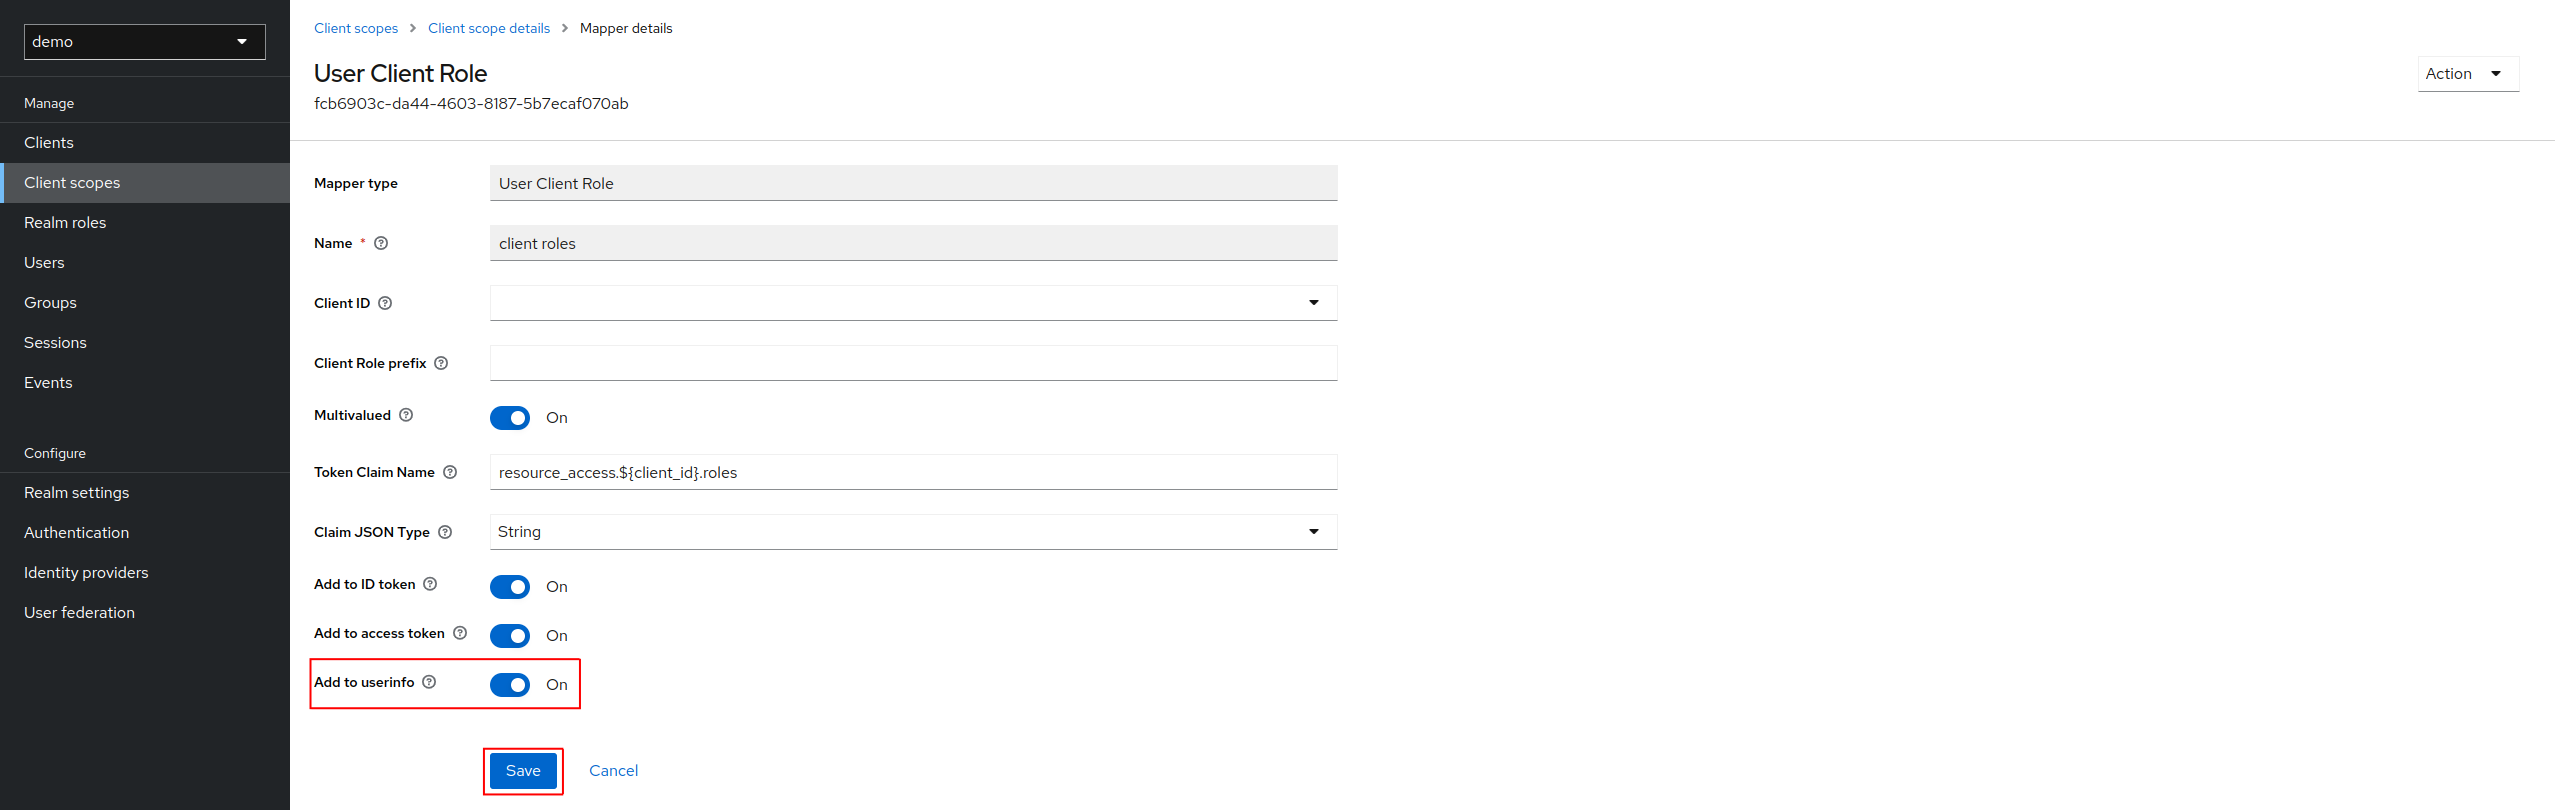 demo
Manage
Clients
Client scopes
Realm roles
Users
Groups
Sessions
Events
Configure
Realm settings
Authentication
Identity providers
User federation
Client scopes > Client scope details > Mapper details
User Client Role
fcb6903c-da44-4603-8187-5b7ecaf070ab
Action
Mapper type User Client Role
Name * client roles
Client ID
Client Role prefix
Multivalued On
Token Claim Name resource_access.${client_id}.roles
Claim JSON Type String
Add to ID token On
Add to access token On
Add to userinfo On
Save Cancel